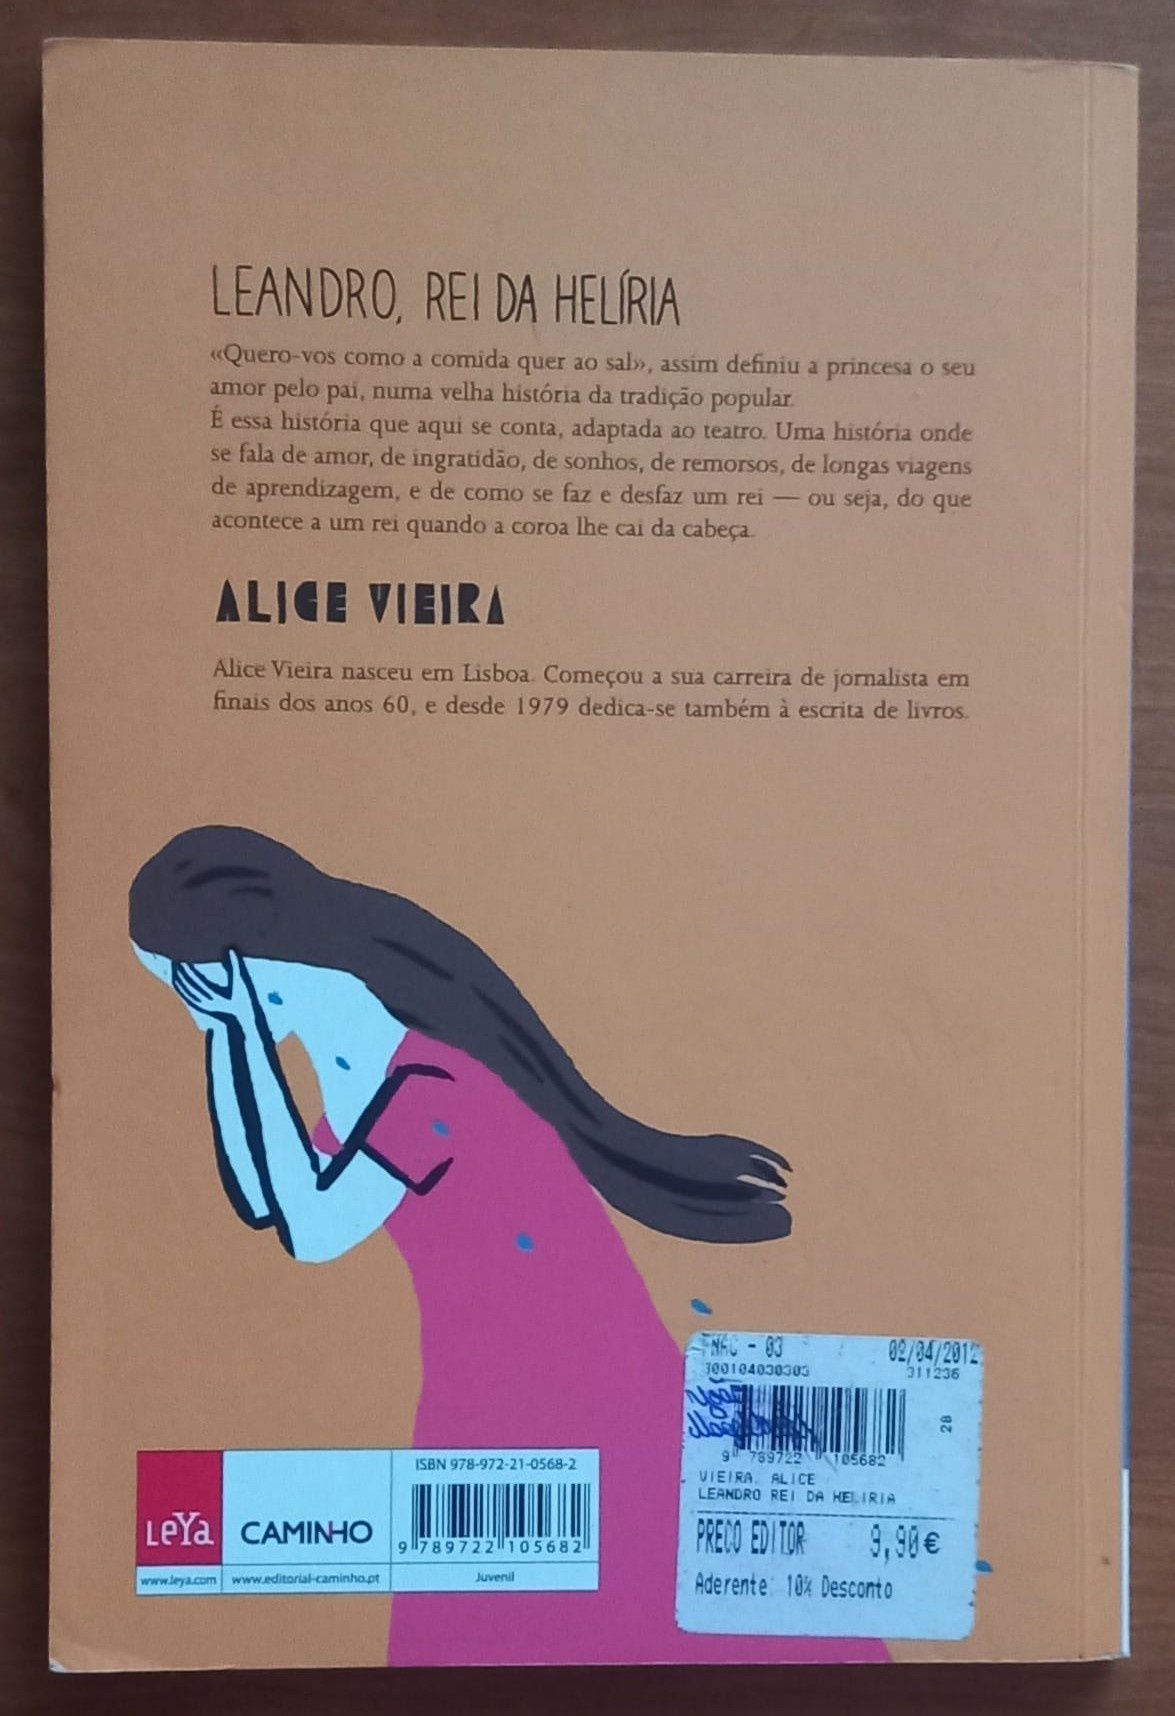 LEANDRO, REI DA HELÍRIA
«Quero-vos como a comida quer ao sal», assim definiu a princesa o seu
amor pelo pai, numa velha história da tradição popular.
É essa história que aqui se conta, adaptada ao teatro. Uma história onde
se fala de amor, de ingratidão, de sonhos, de remorsos, de longas viagens
de aprendizagem, e de como se faz e desfaz um rei — ou seja, do que
acontece a um rei quando a coroa lhe cai da cabeça.
ALICE VIEIRA
Alice Vieira nasceu em Lisboa. Começou a sua carreira de jornalista em
finais dos anos 60, e desde 1979 dedica-se também à escrita de livros.
FNAC - 03 02/04/2012
300104030303 311236
28
9 789722 105682
VIEIRA, ALICE
LEANDRO REI DA HELIRIA
PRECO EDITOR 9,90€
Aderente 10% Desconto
LEYA
www.leya.com
CAMINHO
www.editorial-caminho.pt
ISBN 978-972-21-0568-2
9 789722 105682
Juvenil